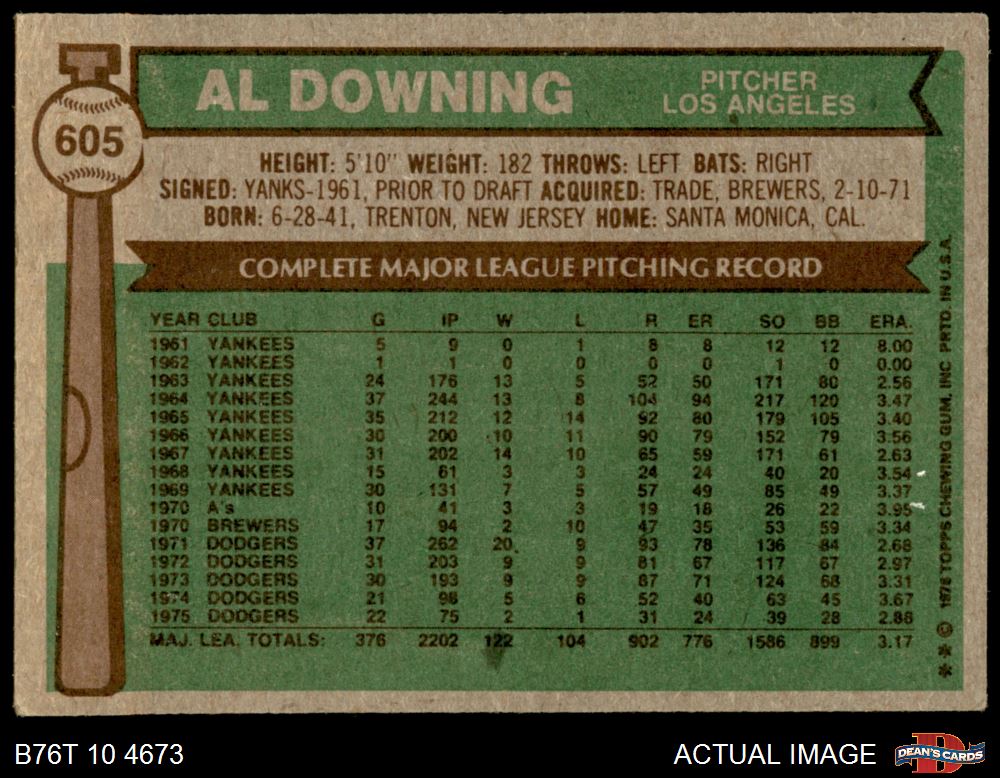 605
AL DOWNING
PITCHER
LOS ANGELES
HEIGHT: 5'10" WEIGHT: 182 THROWS: LEFT BATS: RIGHT
SIGNED: YANKS-1961, PRIOR TO DRAFT ACQUIRED: TRADE, BREWERS, 2-10-71
BORN: 6-28-41, TRENTON, NEW JERSEY HOME: SANTA MONICA, CAL.
COMPLETE MAJOR LEAGUE PITCHING RECORD
YEAR CLUB G IP W L R ER SO BB ERA.
1961 YANKEES 5 9 0 1 8 8 12 12 8.00
1962 YANKEES 1 1 0 0 0 0 1 0 0.00
1963 YANKEES 24 176 13 5 52 50 171 80 2.56
1964 YANKEES 37 244 13 8 104 94 217 120 3.47
1965 YANKEES 35 212 12 14 92 80 179 105 3.40
1966 YANKEES 30 200 10 11 90 79 152 79 3.56
1967 YANKEES 31 202 14 10 65 59 171 61 2.63
1968 YANKEES 15 61 3 3 24 24 40 20 3.54
1969 YANKEES 30 131 7 5 57 49 85 49 3.37
1970 A's 10 41 3 3 19 18 26 22 3.95
1970 BREWERS 17 94 2 10 47 35 53 59 3.34
1971 DODGERS 37 262 20 9 93 78 136 84 2.68
1972 DODGERS 31 203 9 9 81 67 117 67 2.97
1973 DODGERS 30 193 9 9 87 71 124 68 3.31
1974 DODGERS 21 98 5 6 52 40 63 45 3.67
1975 DODGERS 22 75 2 1 31 24 39 28 2.88
MAJ. LEA. TOTALS: 376 2202 122 104 902 776 1586 899 3.17
** © 1976 TOPPS CHEWING GUM, INC PRTD. IN U.S.A.
B76T 10 4673
ACTUAL IMAGE
DEAN'S CARDS